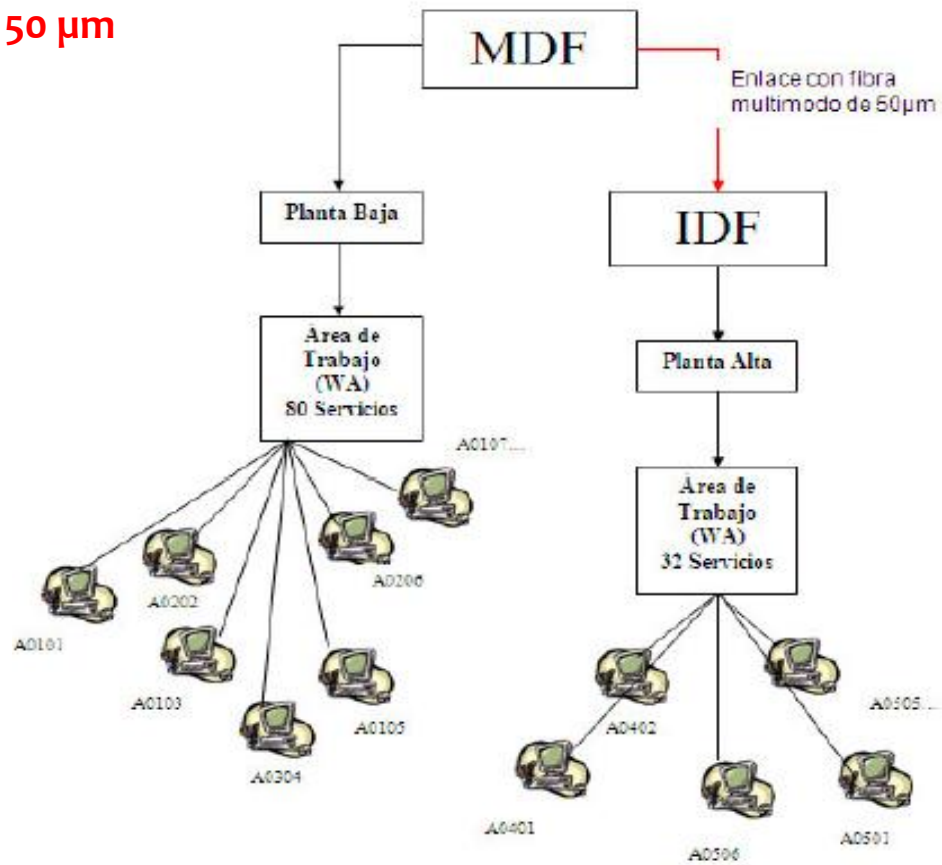 50 µm
MDF
Enlace con fibra
multimodo de 50µm
Planta Baja
IDF
Área de
Trabajo
(WA)
80 Servicios
Planta Alta
A0107....
Área de
Trabajo
(WA)
32 Servicios
A0206
A0202
A0101
A0103
A0105
A0304
A0402
A0505....
A0401
A0506
A0501